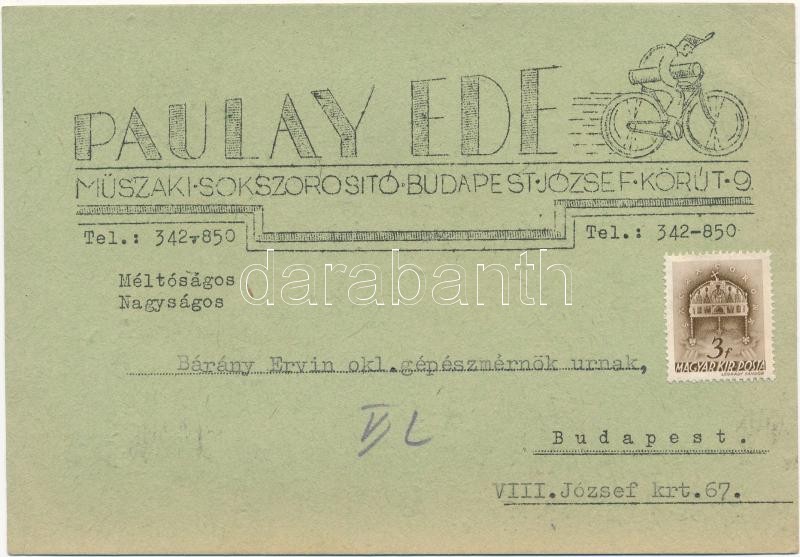 PAULAY EDE
MŰSZAKI·SOKSZOROSITÓ·BUDAPEST·JÓZSEF·KÖRÚT·9.
Tel.: 342-850
Tel.: 342-850
darabanth
Méltóságos
Nagyságos
Bárány Ervin okl.gépészmérnök urnak,
3f
MAGYAR KIR. POSTA
Budapest.
VIII.József krt.67.